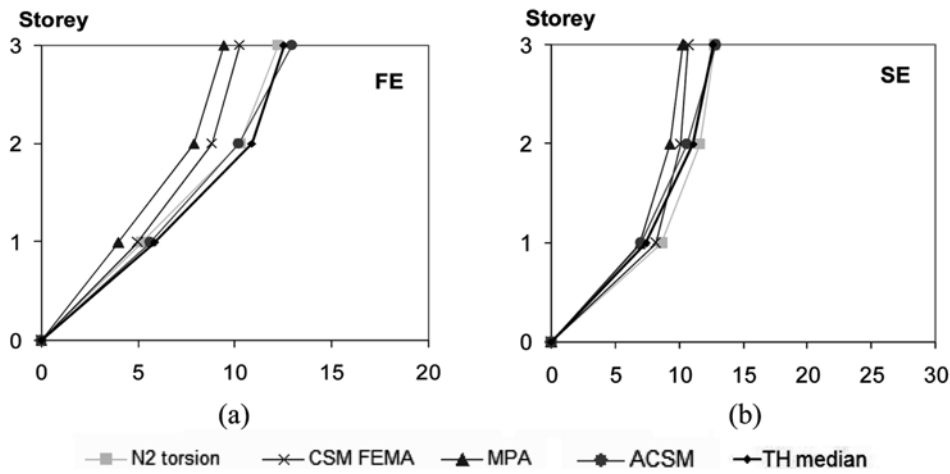 Storey Storey
3 3
FE SE
2 2
1 1
0 0
0 5 10 15 20 0 5 10 15 20 25 30
(a) (b)
N2 torsion CSM FEMA MPA ACSM TH median